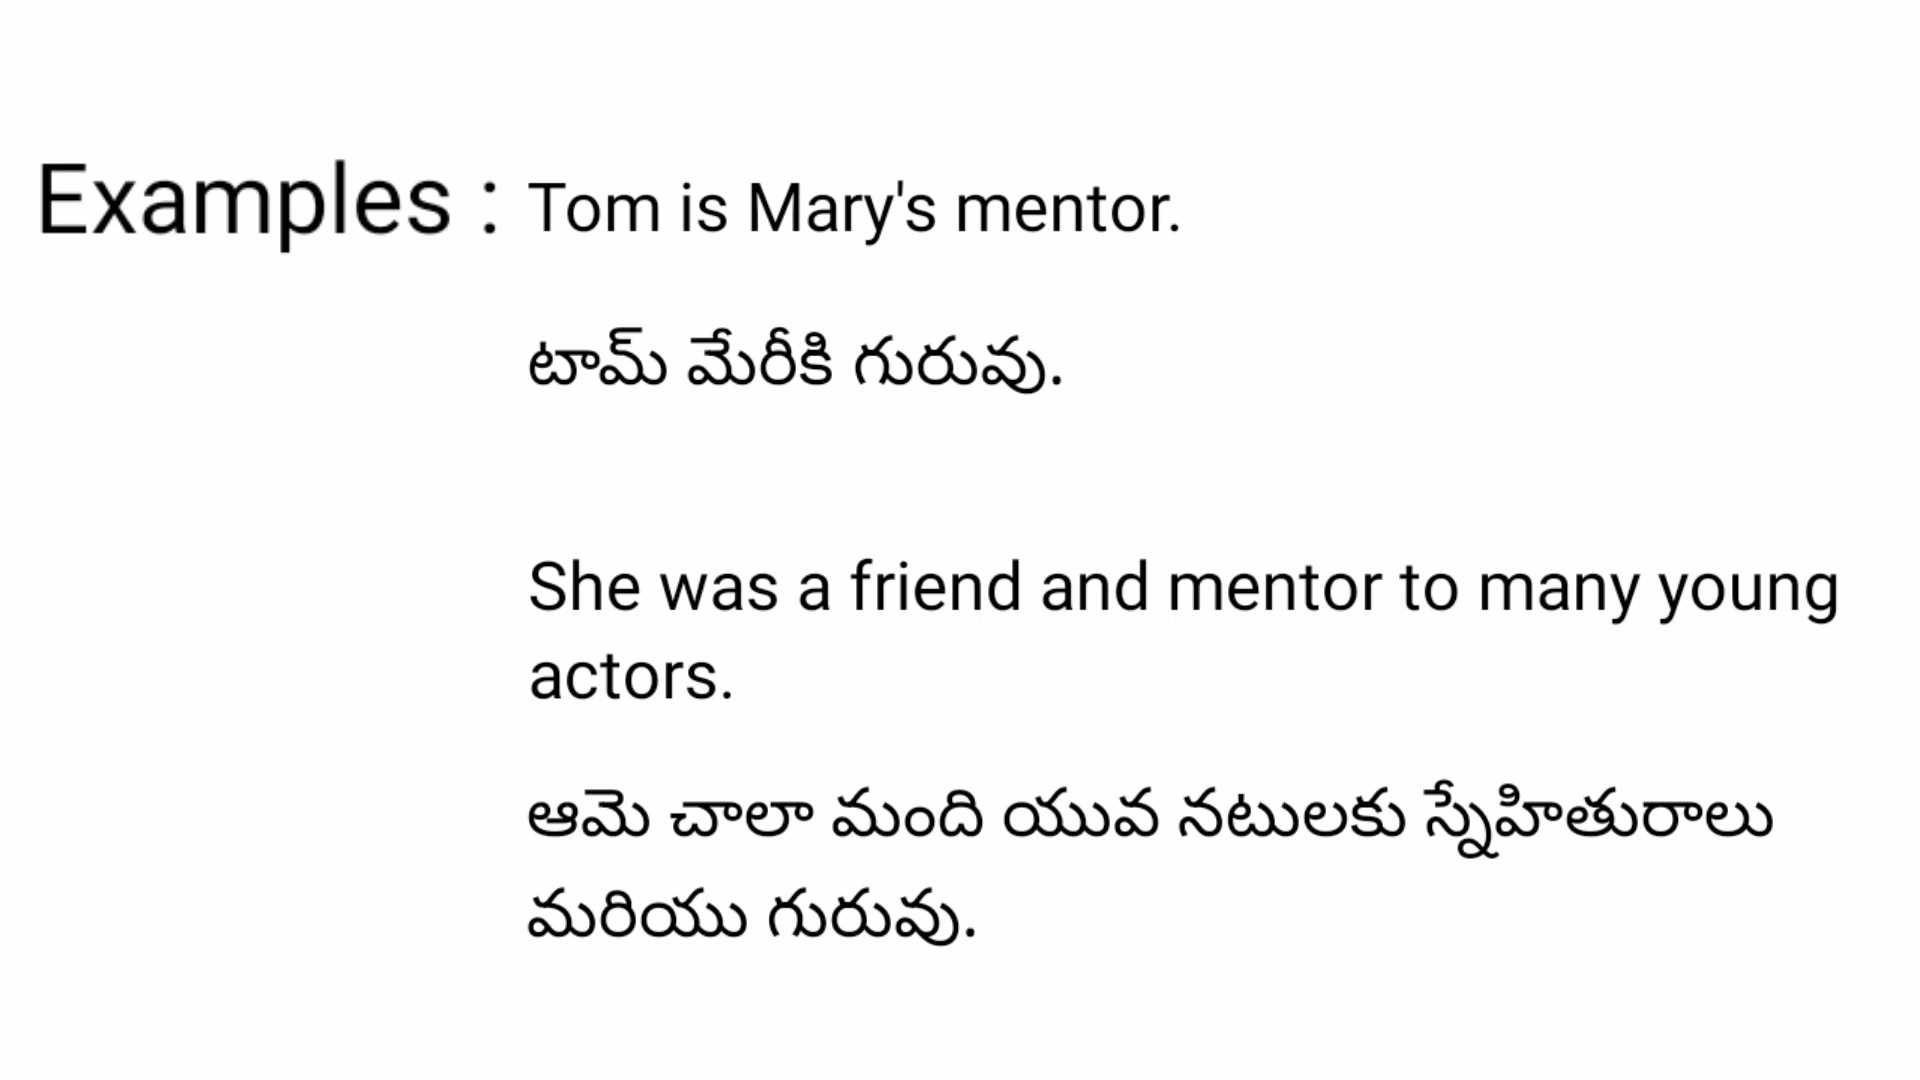 Examples : Tom is Mary's mentor.
టామ్ మేరీకి గురువు.
She was a friend and mentor to many young
actors.
ఆమె చాలా మంది యువ నటులకు స్నేహితురాలు
మరియు గురువు.